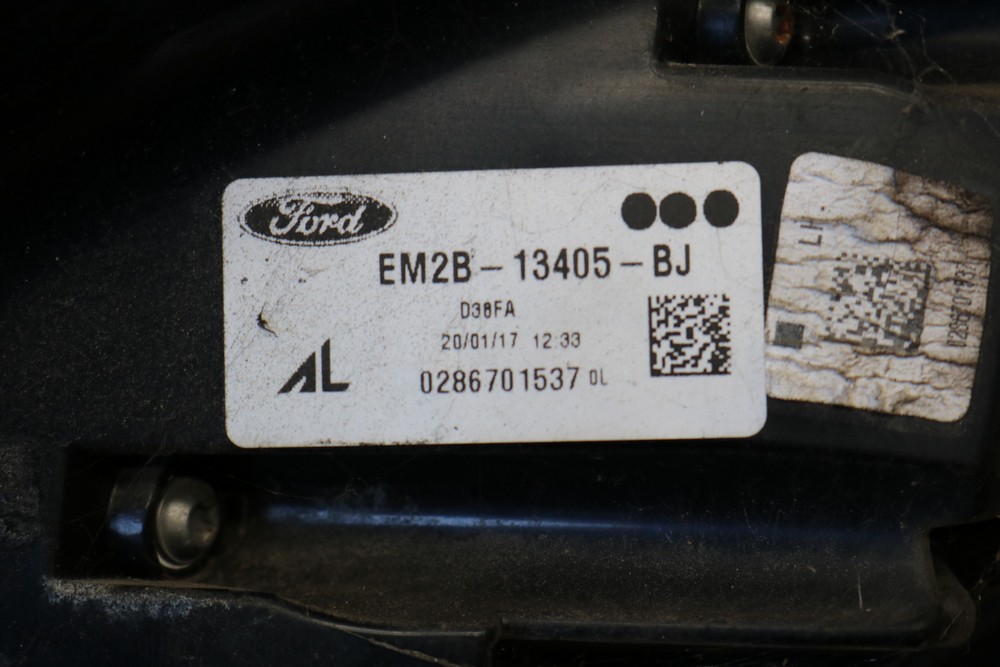 Ford
EM2B-13405-BJ
D38FA
20/01/17 12:33
AL
0286701537 DL
LH